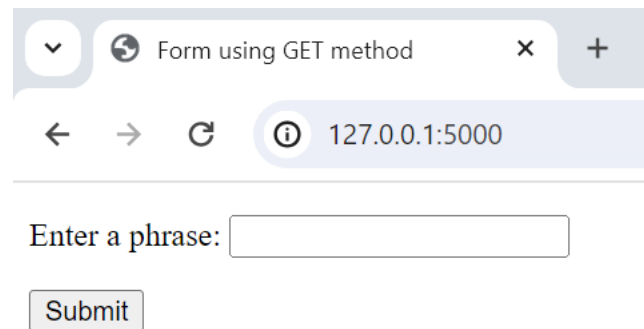 Form using GET method
127.0.0.1:5000
Enter a phrase:
Submit